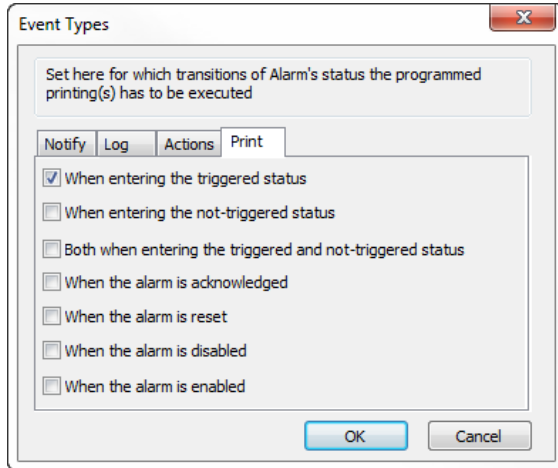 Event Types
Set here for which transitions of Alarm's status the programmed
printing(s) has to be executed
Notify Log Actions Print
When entering the triggered status
When entering the not-triggered status
Both when entering the triggered and not-triggered status
When the alarm is acknowledged
When the alarm is reset
When the alarm is disabled
When the alarm is enabled
OK Cancel